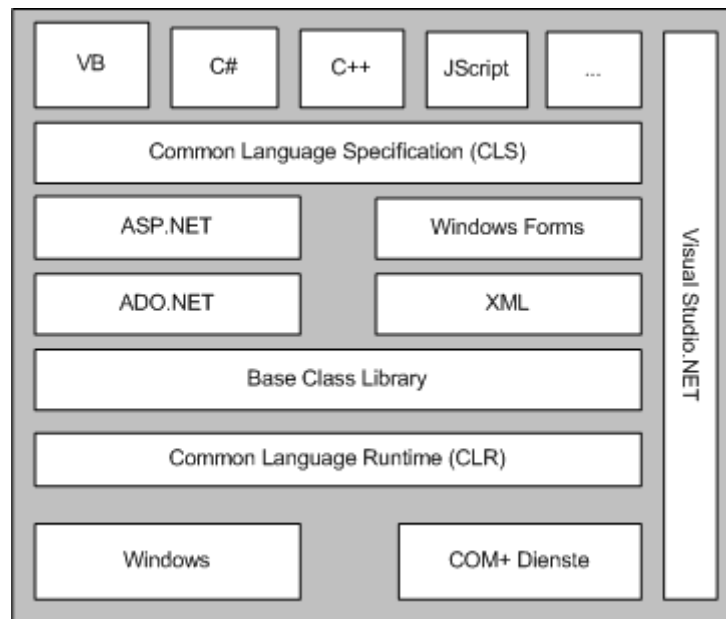 VB
C#
C++
JScript
...
Common Language Specification (CLS)
ASP.NET
Windows Forms
ADO.NET
XML
Base Class Library
Common Language Runtime (CLR)
Windows
COM+ Dienste
Visual Studio.NET